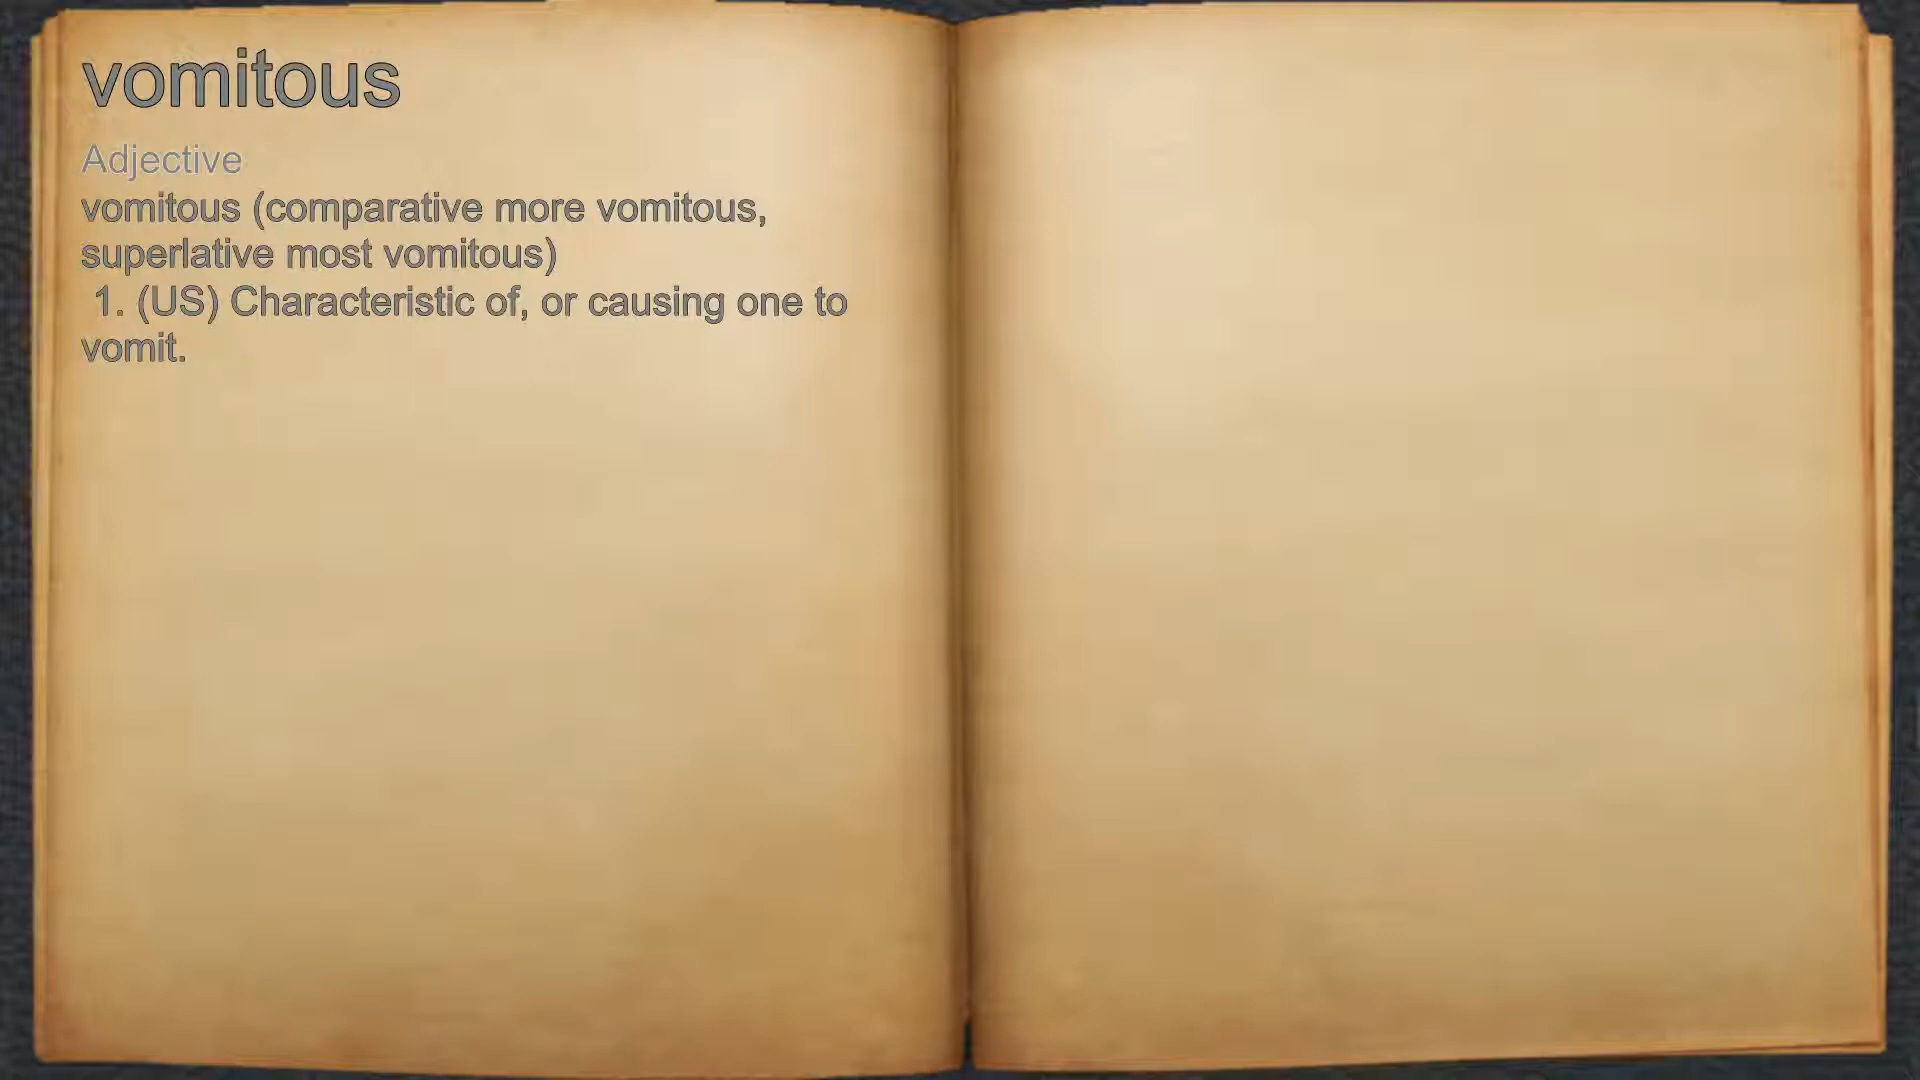 vomitous
Adjective
vomitous (comparative more vomitous,
superlative most vomitous)
1. (US) Characteristic of, or causing one to
vomit.